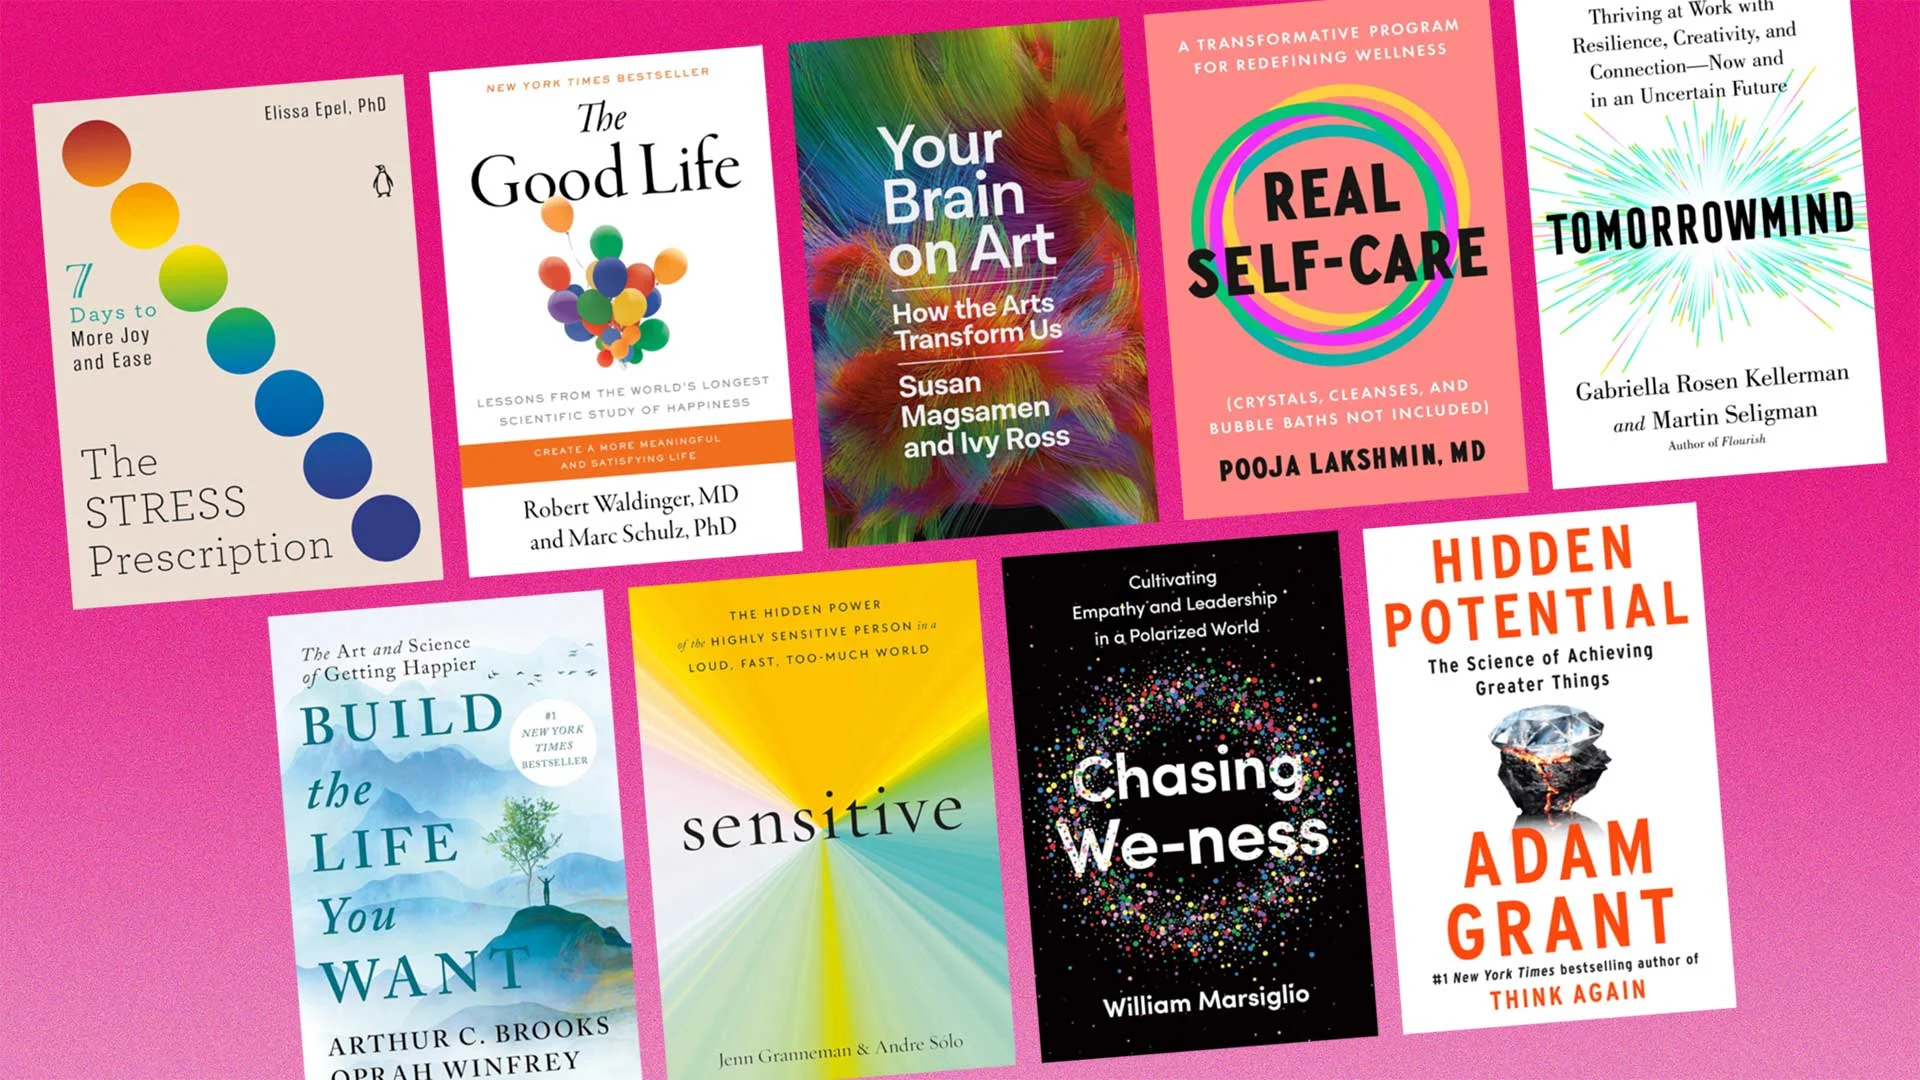 Elissa Epel, PhD
7
Days to
More Joy
and Ease
The
STRESS
Prescription
NEW YORK TIMES BESTSELLER
The
Good Life
LESSONS FROM THE WORLD'S LONGEST
SCIENTIFIC STUDY OF HAPPINESS
CREATE A MORE MEANINGFUL
AND SATISFYING LIFE
Robert Waldinger, MD
and Marc Schulz, PhD
Your
Brain
on Art
How the Arts
Transform Us
Susan
Magsamen
and Ivy Ross
A TRANSFORMATIVE PROGRAM
FOR REDEFINING WELLNESS
REAL
SELF-CARE
(CRYSTALS, CLEANSES, AND
BUBBLE BATHS NOT INCLUDED)
POOJA LAKSHMIN, MD
Thriving at Work with
Resilience, Creativity, and
Connection—Now and
in an Uncertain Future
TOMORROWMIND
Gabriella Rosen Kellerman
and Martin Seligman
Author of Flourish
The Art and Science
of Getting Happier
BUILD
the
LIFE
You
WANT
#1
NEW YORK
TIMES
BESTSELLER
ARTHUR C. BROOKS
OPRAH WINFREY
THE HIDDEN POWER
of the HIGHLY SENSITIVE PERSON in a
LOUD, FAST, TOO-MUCH WORLD
sensitive
Jenn Granneman & Andre Sólo
Cultivating
Empathy and Leadership
in a Polarized World
Chasing
We-ness
William Marsiglio
HIDDEN
POTENTIAL
The Science of Achieving
Greater Things
ADAM
GRANT
#1 New York Times bestselling author of
THINK AGAIN